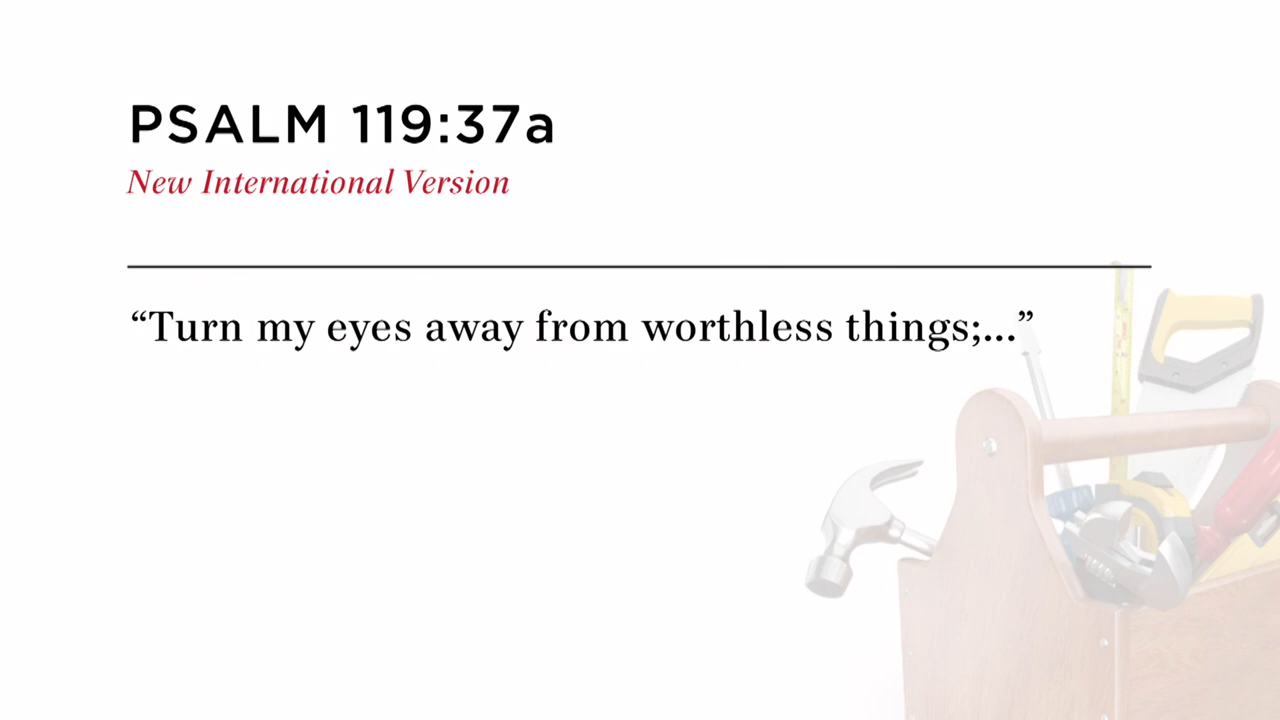 PSALM 119:37a
New International Version
“Turn my eyes away from worthless things;...”